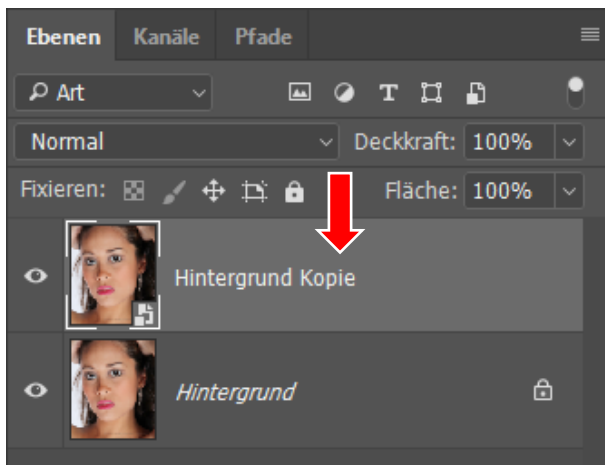 Ebenen Kanäle Pfade
Art
Normal Deckkraft: 100%
Fixieren: Fläche: 100%
Hintergrund Kopie
Hintergrund